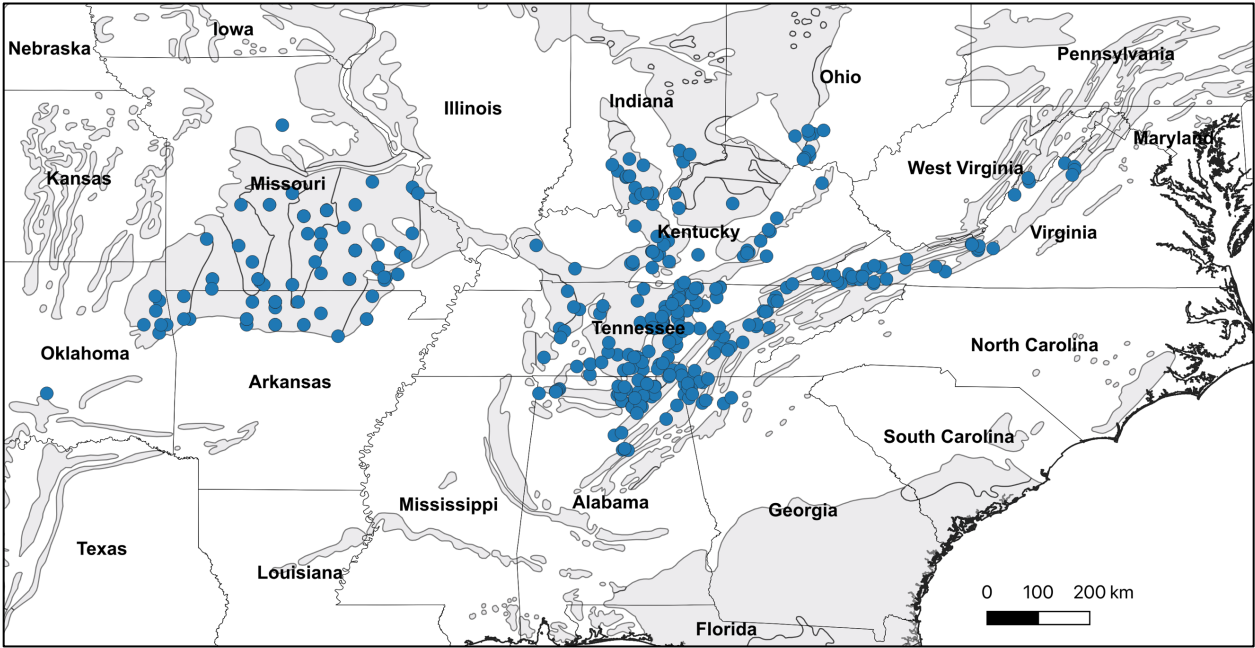 Iowa
Nebraska
Pennsylvania
Ohio
Indiana
Illinois
Maryland
West Virginia
Kansas
Missouri
Kentucky
Virginia
Tennessee
North Carolina
Oklahoma
Arkansas
South Carolina
Mississippi
Alabama
Georgia
Texas
Louisiana
0 100 200 km
Florida